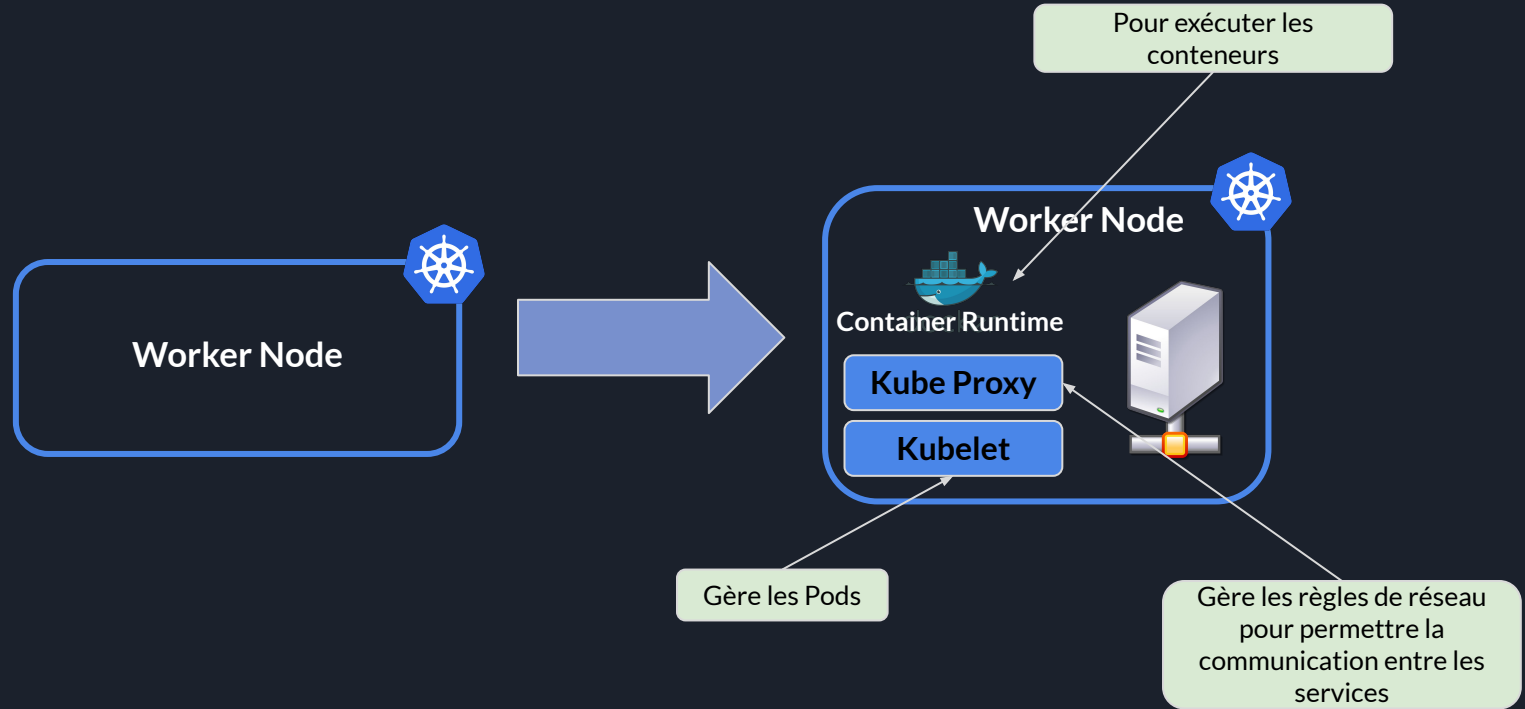 Pour exécuter les
conteneurs
Worker Node
Worker Node
Container Runtime
Kube Proxy
Kubelet
Gère les Pods
Gère les règles de réseau
pour permettre la
communication entre les
services